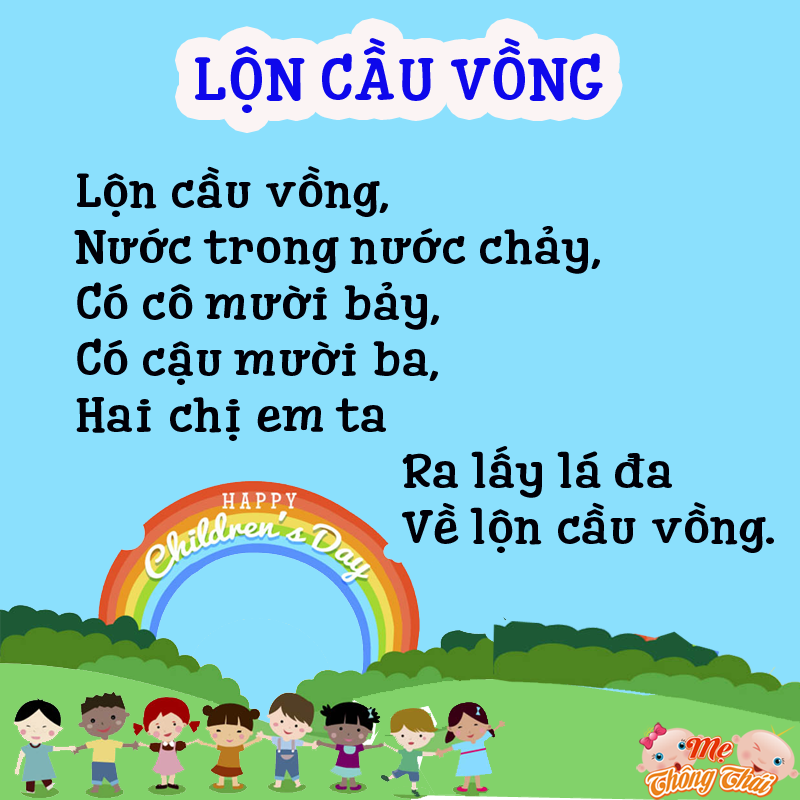 LỘN CẦU VỒNG
Lộn cầu vồng,
Nước trong nước chảy,
Có cô mười bảy,
Có cậu mười ba,
Hai chị em ta
Ra lấy lá đa
Về lộn cầu vồng.
HAPPY
Children's Day
Mẹ
Thông Thái